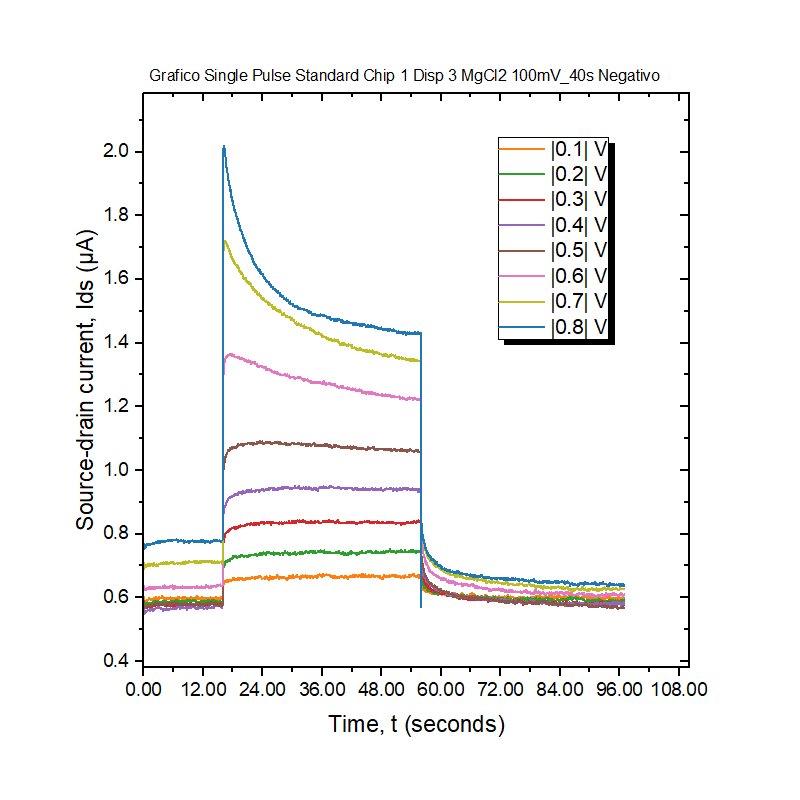 Grafico Single Pulse Standard Chip 1 Disp 3 MgCl2 100mV_40s Negativo
|0.1| V
|0.2| V
|0.3| V
|0.4| V
|0.5| V
|0.6| V
|0.7| V
|0.8| V
Source-drain current, Ids (μA)
2.0
1.8
1.6
1.4
1.2
1.0
0.8
0.6
0.4
0.00 12.00 24.00 36.00 48.00 60.00 72.00 84.00 96.00 108.00
Time, t (seconds)